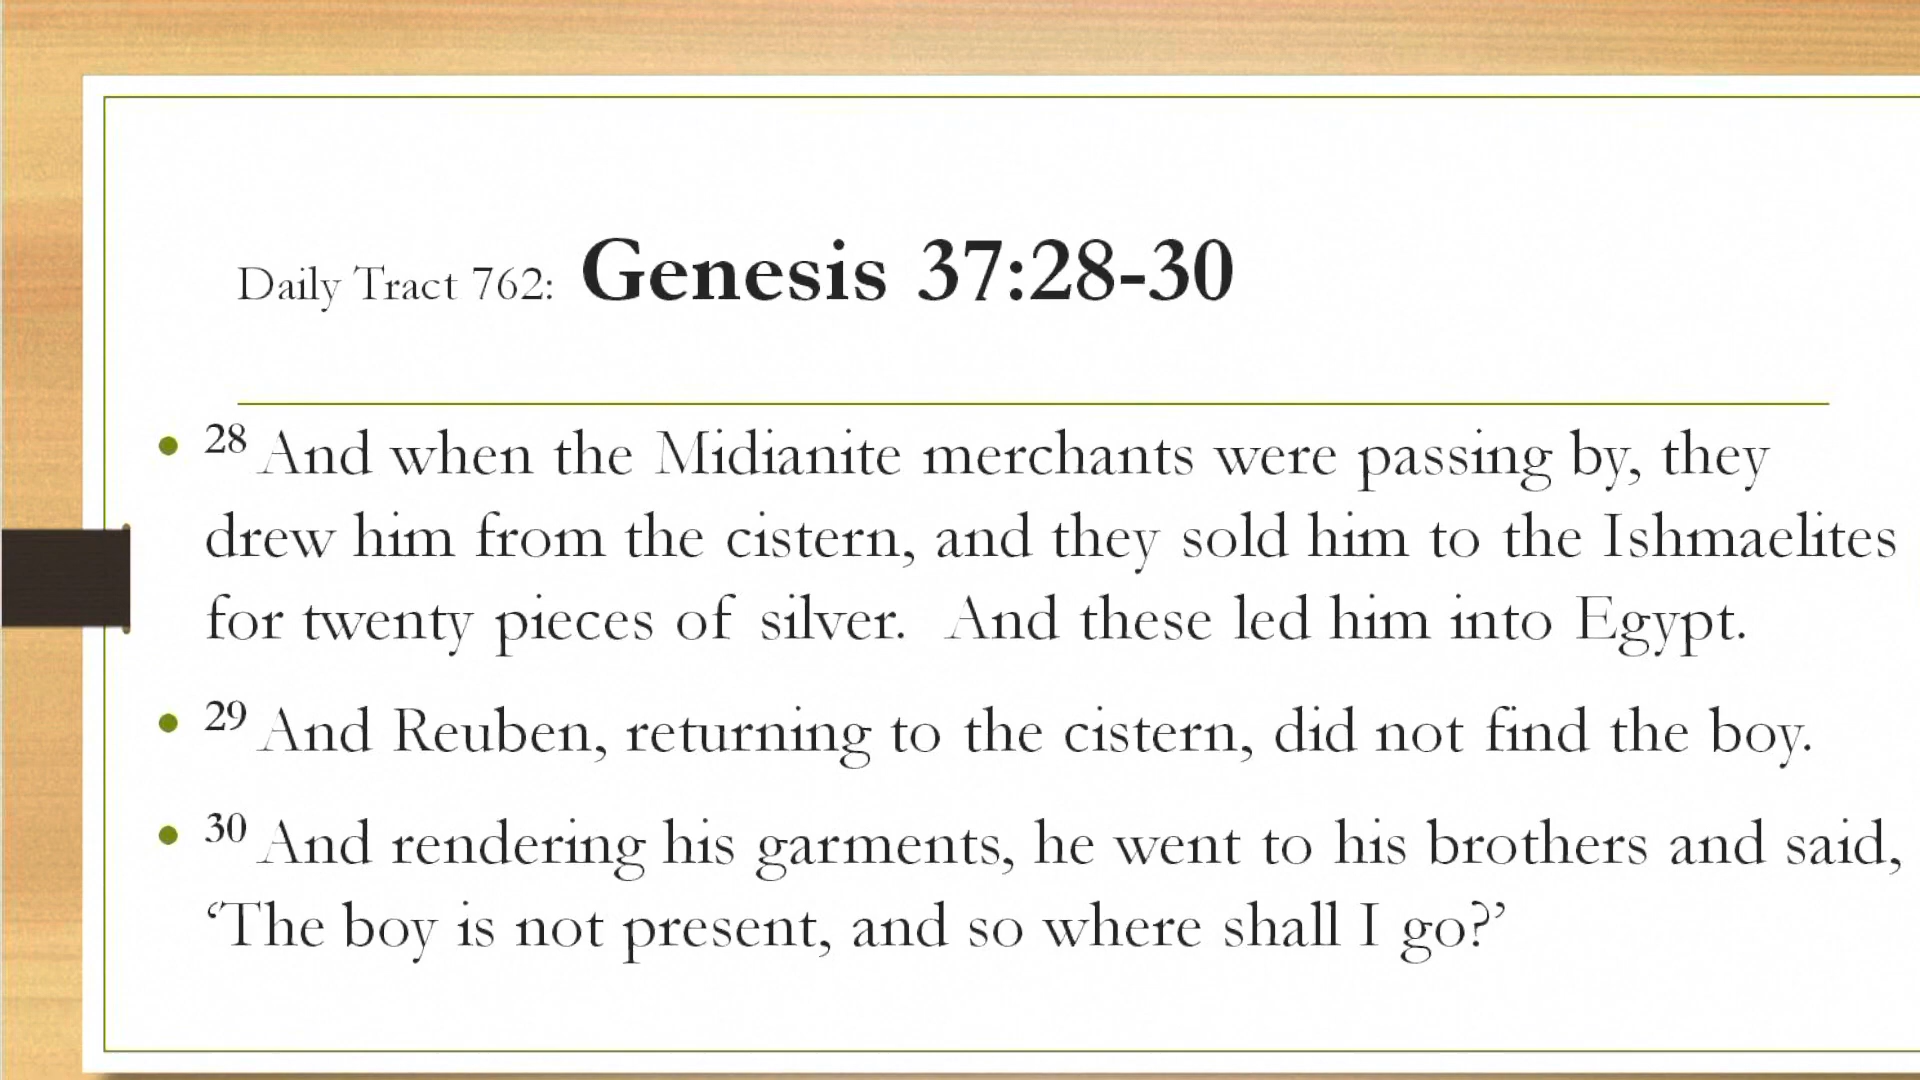 Daily Tract 762: Genesis 37:28-30
• 28 And when the Midianite merchants were passing by, they
drew him from the cistern, and they sold him to the Ishmaelites
for twenty pieces of silver. And these led him into Egypt.
• 29 And Reuben, returning to the cistern, did not find the boy.
• 30 And rendering his garments, he went to his brothers and said,
‘The boy is not present, and so where shall I go?’